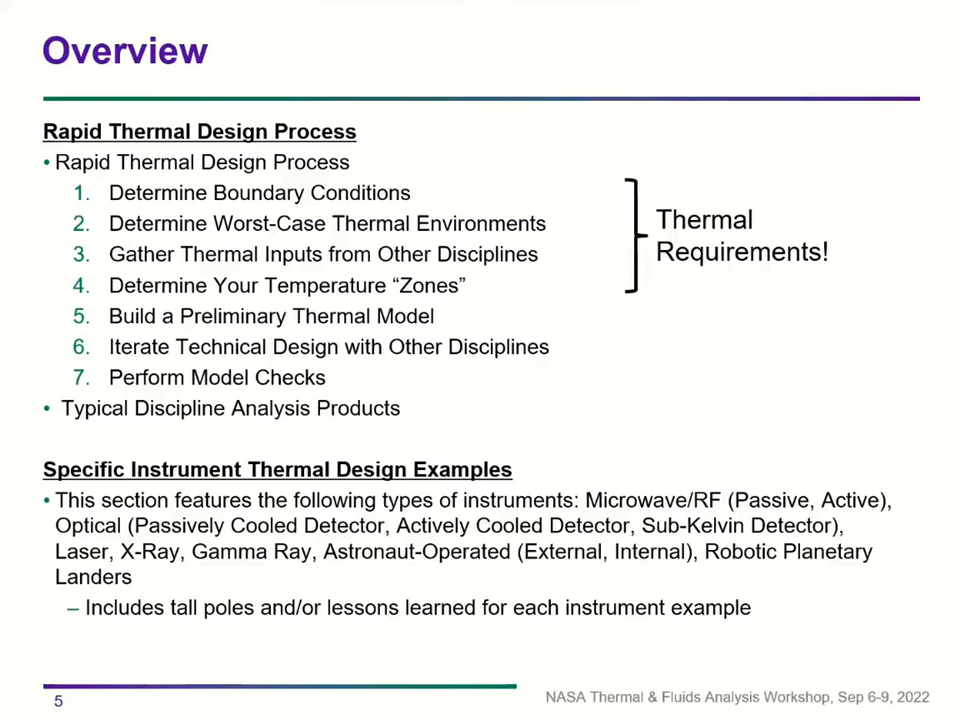 Overview
Rapid Thermal Design Process
• Rapid Thermal Design Process
1. Determine Boundary Conditions
2. Determine Worst-Case Thermal Environments
3. Gather Thermal Inputs from Other Disciplines
4. Determine Your Temperature “Zones”
Thermal
Requirements!
5. Build a Preliminary Thermal Model
6. Iterate Technical Design with Other Disciplines
7. Perform Model Checks
• Typical Discipline Analysis Products
Specific Instrument Thermal Design Examples
• This section features the following types of instruments: Microwave/RF (Passive, Active),
Optical (Passively Cooled Detector, Actively Cooled Detector, Sub-Kelvin Detector),
Laser, X-Ray, Gamma Ray, Astronaut-Operated (External, Internal), Robotic Planetary
Landers
– Includes tall poles and/or lessons learned for each instrument example
5
NASA Thermal & Fluids Analysis Workshop, Sep 6-9, 2022